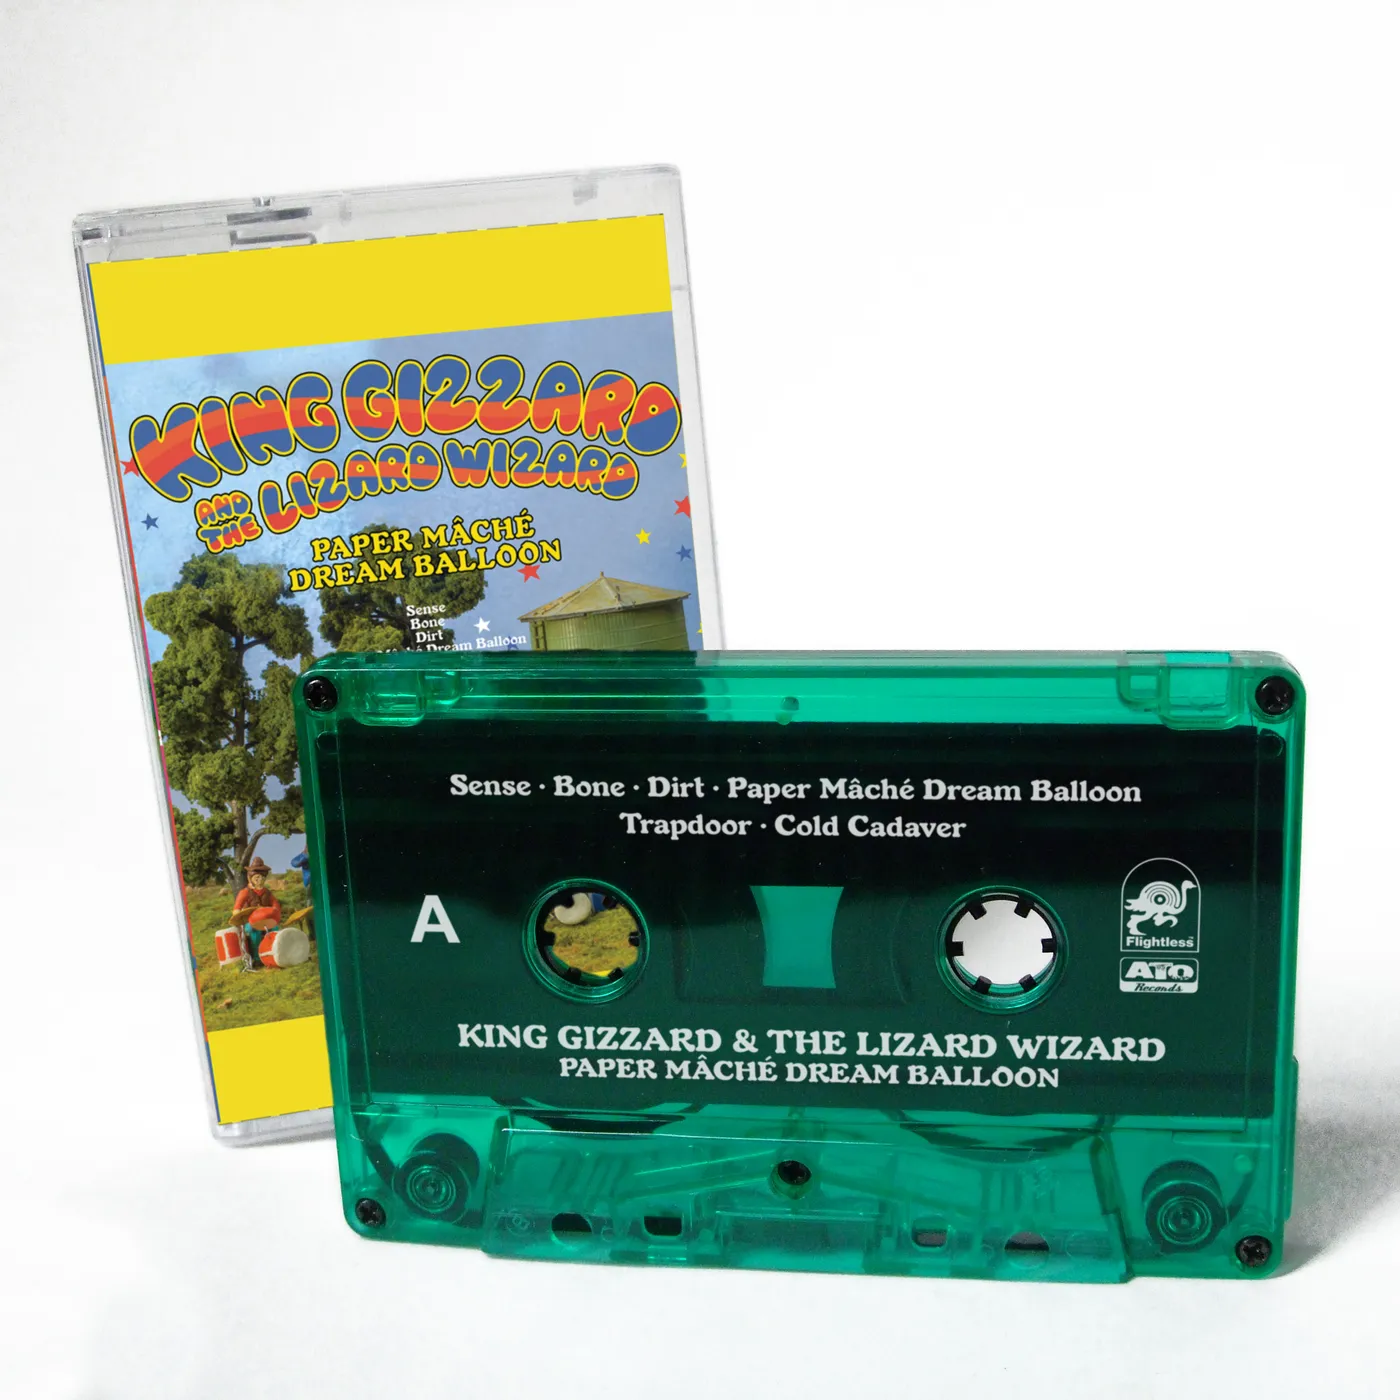 KING GIZZARD
AND THE LIZARD WIZARD
PAPER MÂCHÉ
DREAM BALLOON
Sense
Bone
Dirt
Mâché Dream Balloon
Sense · Bone · Dirt · Paper Mâché Dream Balloon
Trapdoor · Cold Cadaver
A
Flightless
ATO
Records
KING GIZZARD & THE LIZARD WIZARD
PAPER MÂCHÉ DREAM BALLOON